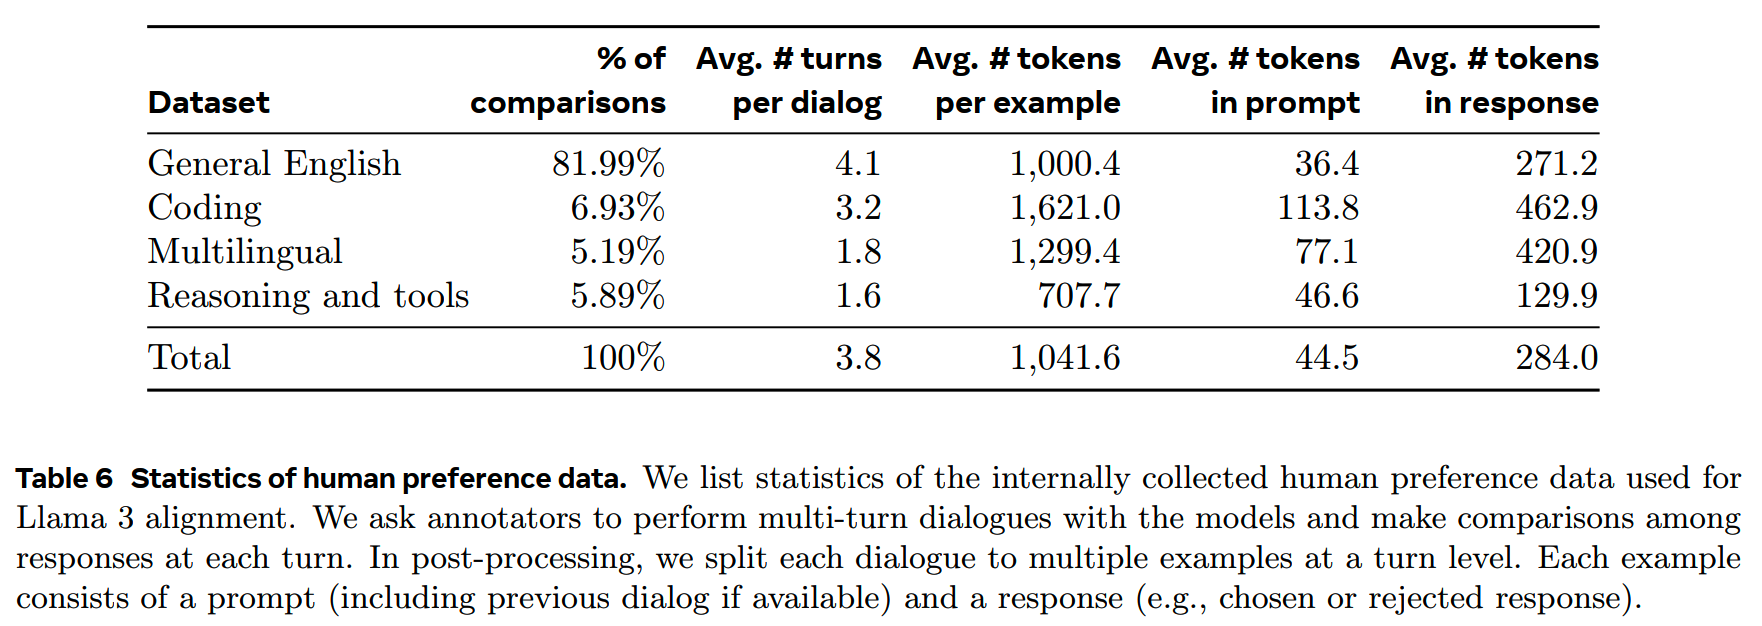 % of Avg. # turns Avg. # tokens Avg. # tokens Avg. # tokens
Dataset comparisons per dialog per example in prompt in response
General English 81.99% 4.1 1,000.4 36.4 271.2
Coding 6.93% 3.2 1,621.0 113.8 462.9
Multilingual 5.19% 1.8 1,299.4 77.1 420.9
Reasoning and tools 5.89% 1.6 707.7 46.6 129.9
Total 100% 3.8 1,041.6 44.5 284.0
Table 6 Statistics of human preference data. We list statistics of the internally collected human preference data used for
Llama 3 alignment. We ask annotators to perform multi-turn dialogues with the models and make comparisons among
responses at each turn. In post-processing, we split each dialogue to multiple examples at a turn level. Each example
consists of a prompt (including previous dialog if available) and a response (e.g., chosen or rejected response).